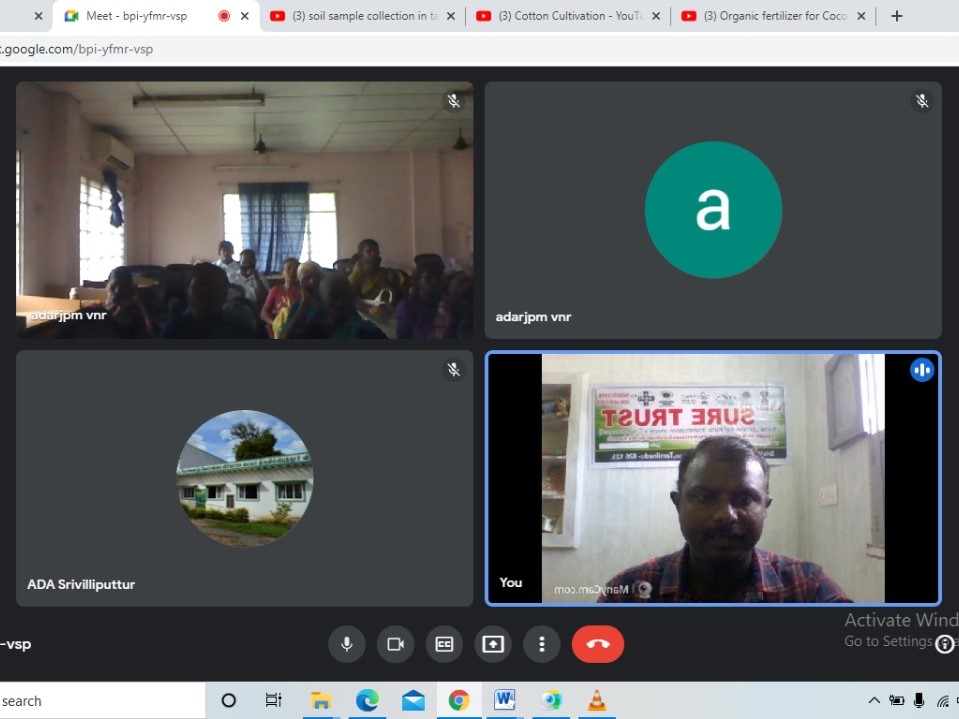 Meet - bpi-yfmr-vsp
(3) soil sample collection in ta
(3) Cotton Cultivation - YouTu
(3) Organic fertilizer for Coco
t.google.com/bpi-yfmr-vsp
adarjpm vnr
a
adarjpm vnr
ADA Srivilliputtur
SURE TRUST
You
ManyCam.com
Activate Wind
Go to Settings
-vsp
search